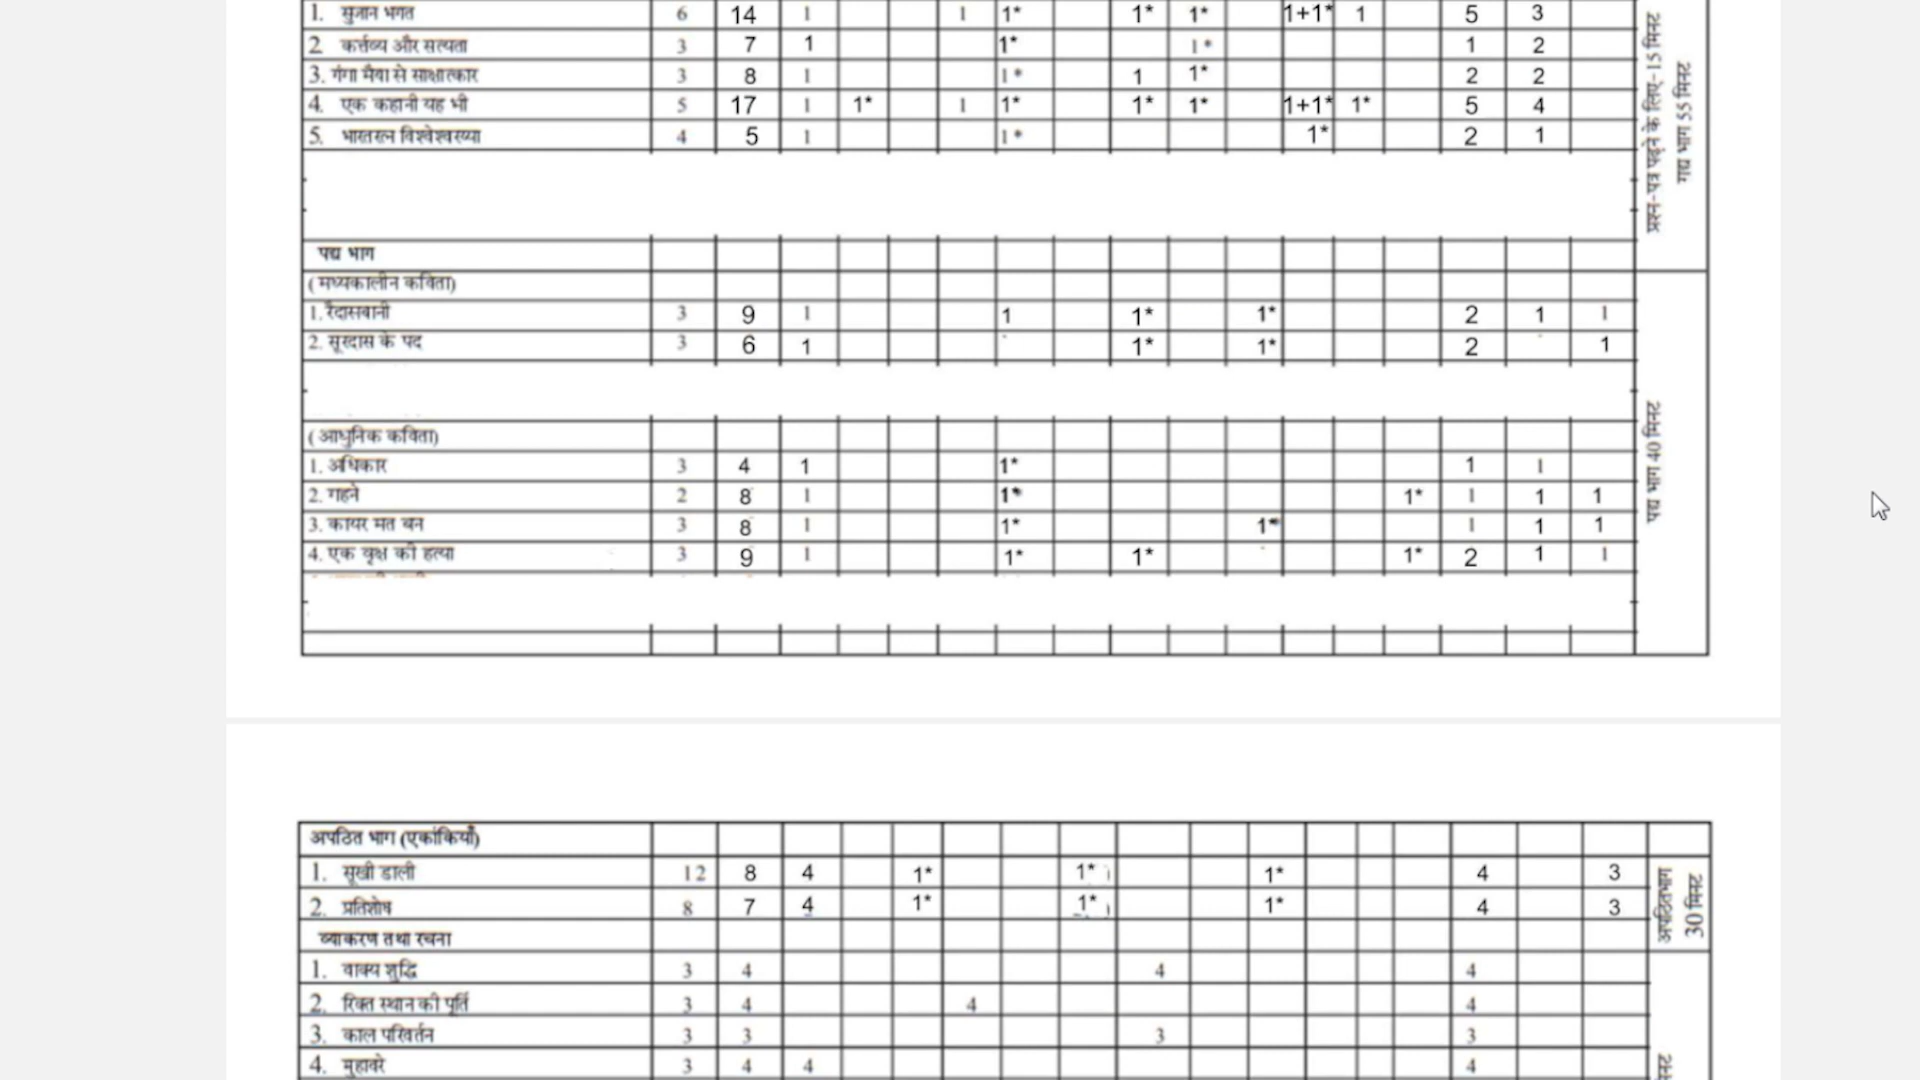 1. सुजान भगत 6 14 1 1 1* 1* 1* 1+1* 1 5 3
2 कर्त्तव्य और सत्यता 3 7 1 1* 1* 1 2
3. गंगा मैया से साक्षात्कार 3 8 1 1* 1 1* 2 2
4. एक कहानी यह भी 5 17 1 1* 1 1* 1* 1* 1+1* 1* 5 4
5. भारतरत्न विश्वेश्वरय्या 4 5 1 1* 1* 2 1
प्रश्न-पत्र पढ़ने के लिए-15 मिनट
गद्य भाग 55 मिनट
पद्य भाग
(मध्यकालीन कविता)
1. रैदासबानी 3 9 1 1 1* 1* 2 1 1
2. सूरदास के पद 3 6 1 1* 1* 2 1
(आधुनिक कविता)
1. अधिकार 3 4 1 1* 1 1
2. गहने 2 8 1 1* 1* 1 1 1
3. कायर मत बन 3 8 1 1* 1* 1 1 1
4. एक वृक्ष की हत्या 3 9 1 1* 1* 1* 2 1 1
पद्य भाग 40 मिनट
अपठित भाग (एकांकियाँ)
1. सूखी डाली 12 8 4 1* 1* 1* 4 3
2. प्रतिशोध 8 7 4 1* 1* 1* 4 3
अपठितभाग
30 मिनट
व्याकरण तथा रचना
1. वाक्य शुद्धि 3 4 4 4
2. रिक्त स्थान की पूर्ति 3 4 4 4
3. काल परिवर्तन 3 3 3 3
4. मुहावरे 3 4 4 4